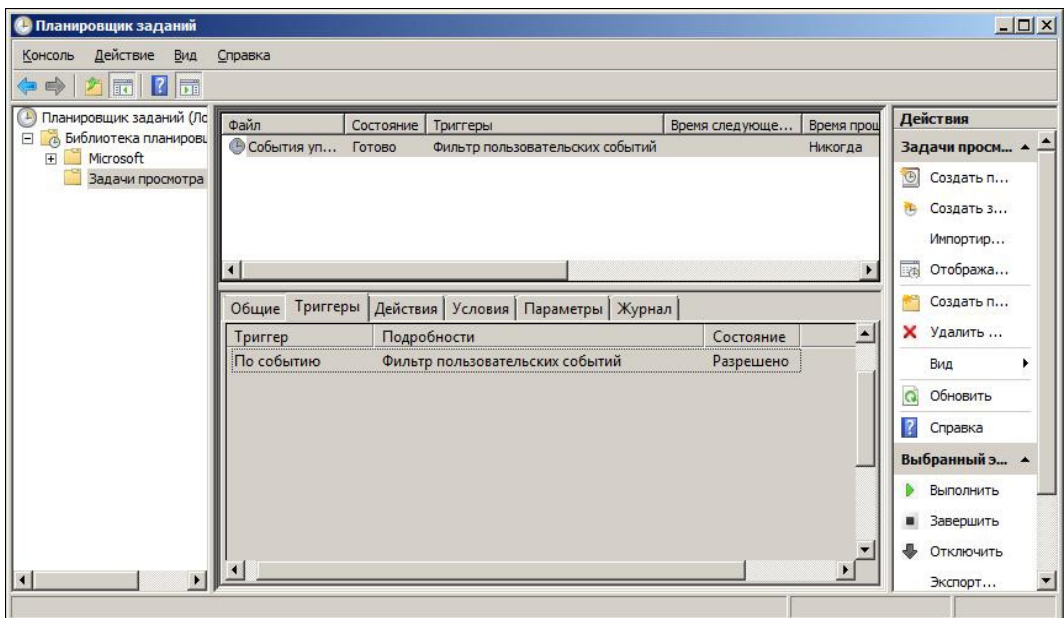 Планировщик заданий
Консоль Действие Вид Справка
Планировщик заданий (Ло
Библиотека планировц
Microsoft
Задачи просмотра
Файл Состояние Триггеры Время следующе... Время прош
События уп... Готово Фильтр пользовательских событий Никогда
Общие Триггеры Действия Условия Параметры Журнал
Триггер Подробности Состояние
По событию Фильтр пользовательских событий Разрешено
Действия
Задачи просм...
Создать п...
Создать з...
Импортир...
Отобража...
Создать п...
Удалить ...
Вид
Обновить
Справка
Выбранный э...
Выполнить
Завершить
Отключить
Экспорт...